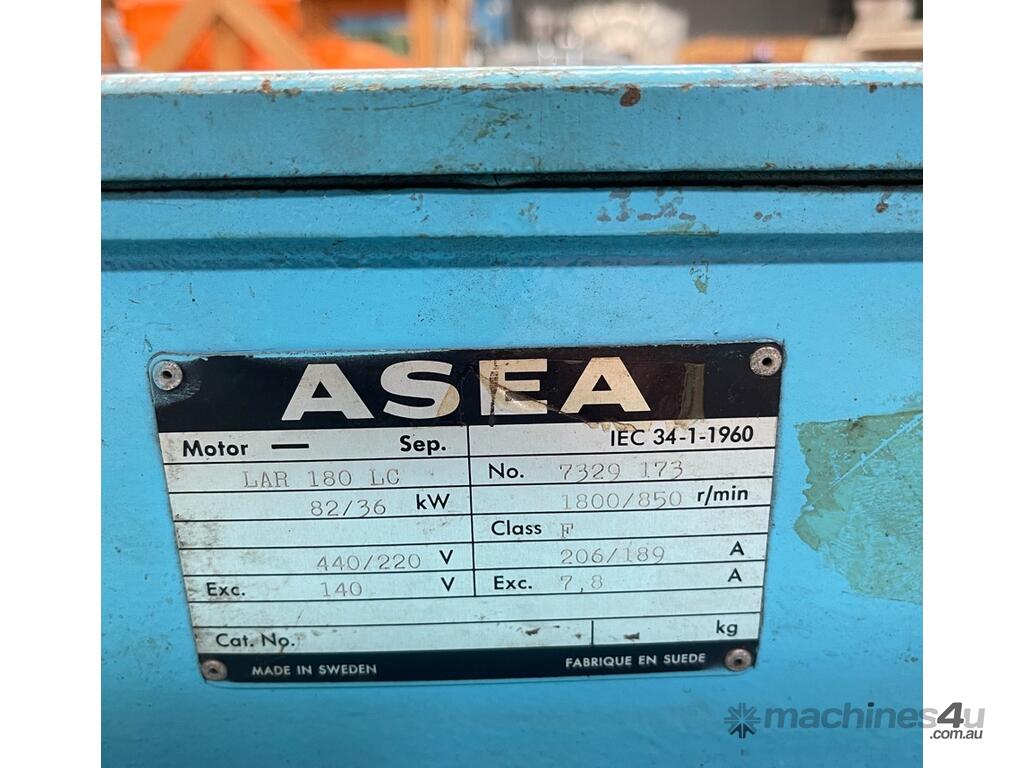 ASEA
Motor — Sep. IEC 34-1-1960
LAR 180 LC No. 7329 173
82/36 kW 1800/850 r/min
Class F
440/220 V 206/189 A
Exc. 140 V Exc. 7,8 A
Cat. No. - - kg
MADE IN SWEDEN FABRIQUE EN SUEDE
machines4u
.com.au